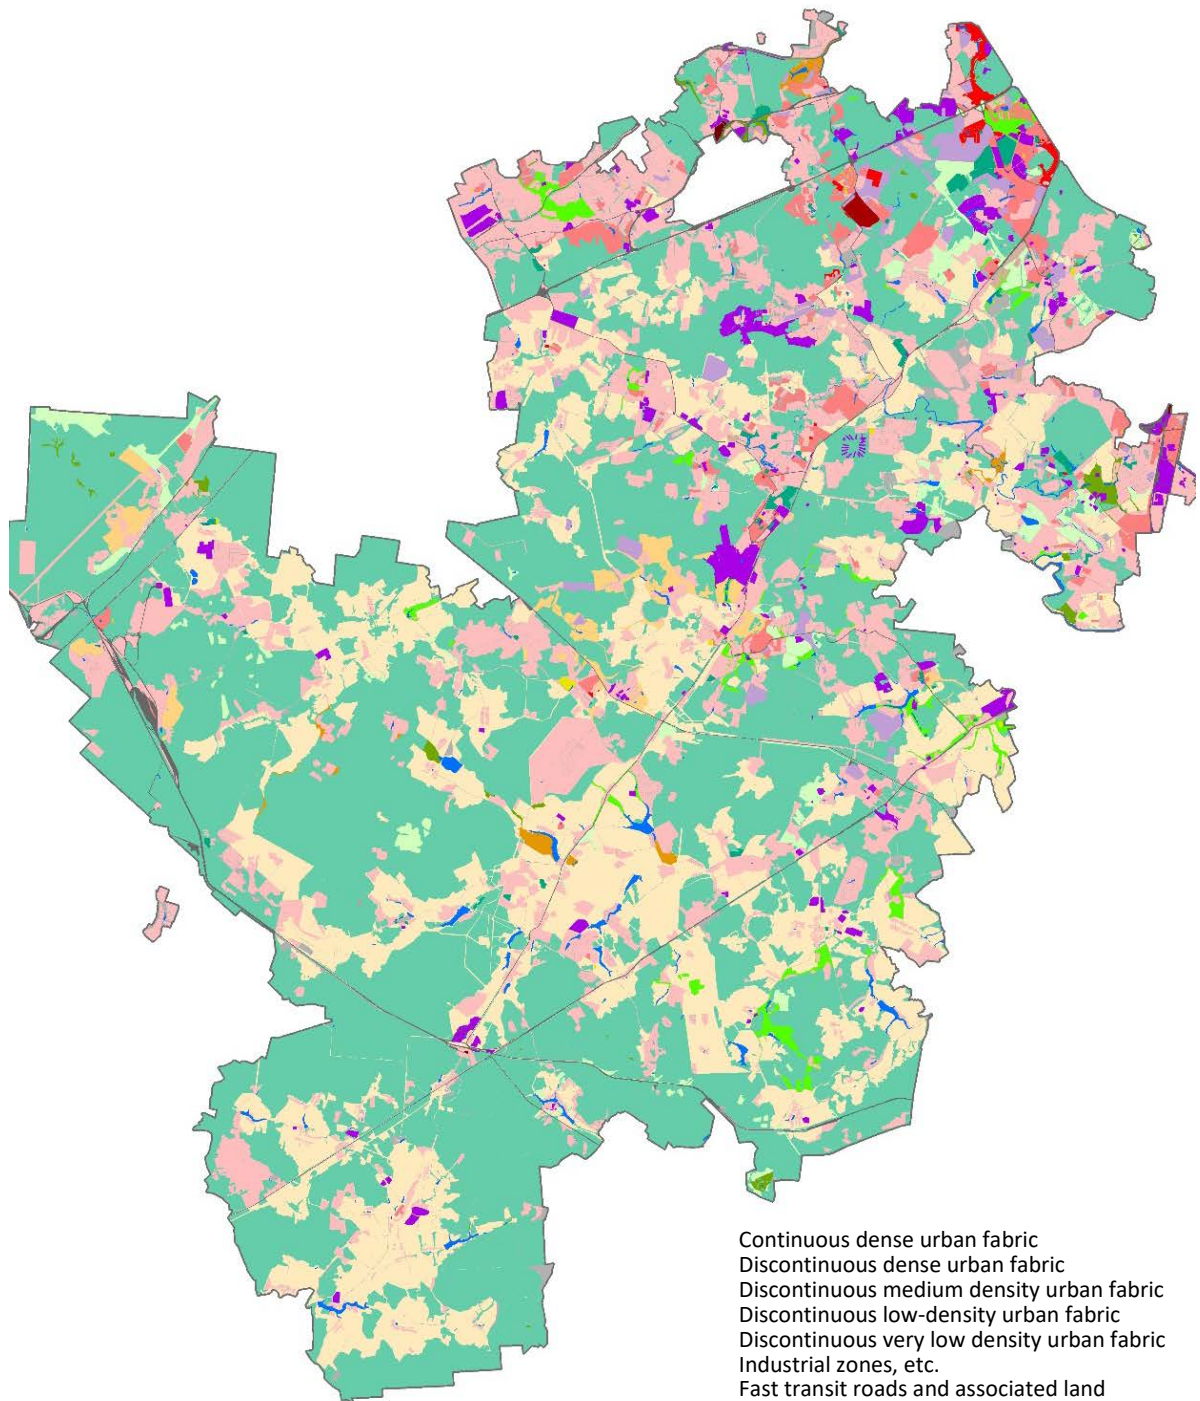 Continuous dense urban fabric
Discontinuous dense urban fabric
Discontinuous medium density urban fabric
Discontinuous low-density urban fabric
Discontinuous very low density urban fabric
Industrial zones, etc.
Fast transit roads and associated land